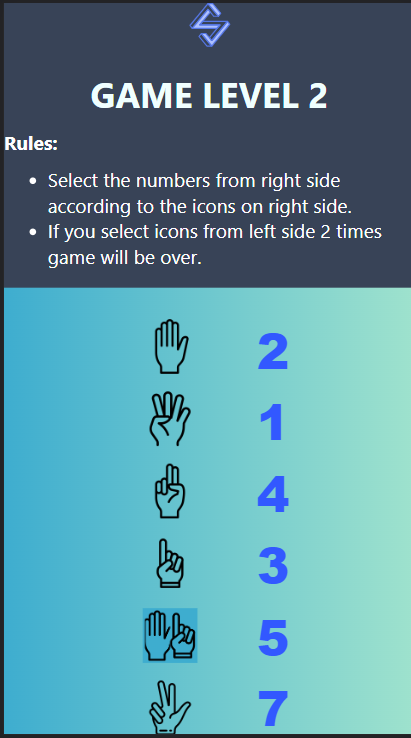 GAME LEVEL 2
Rules:
Select the numbers from right side
according to the icons on right side.
If you select icons from left side 2 times
game will be over.
2
1
4
3
5
7